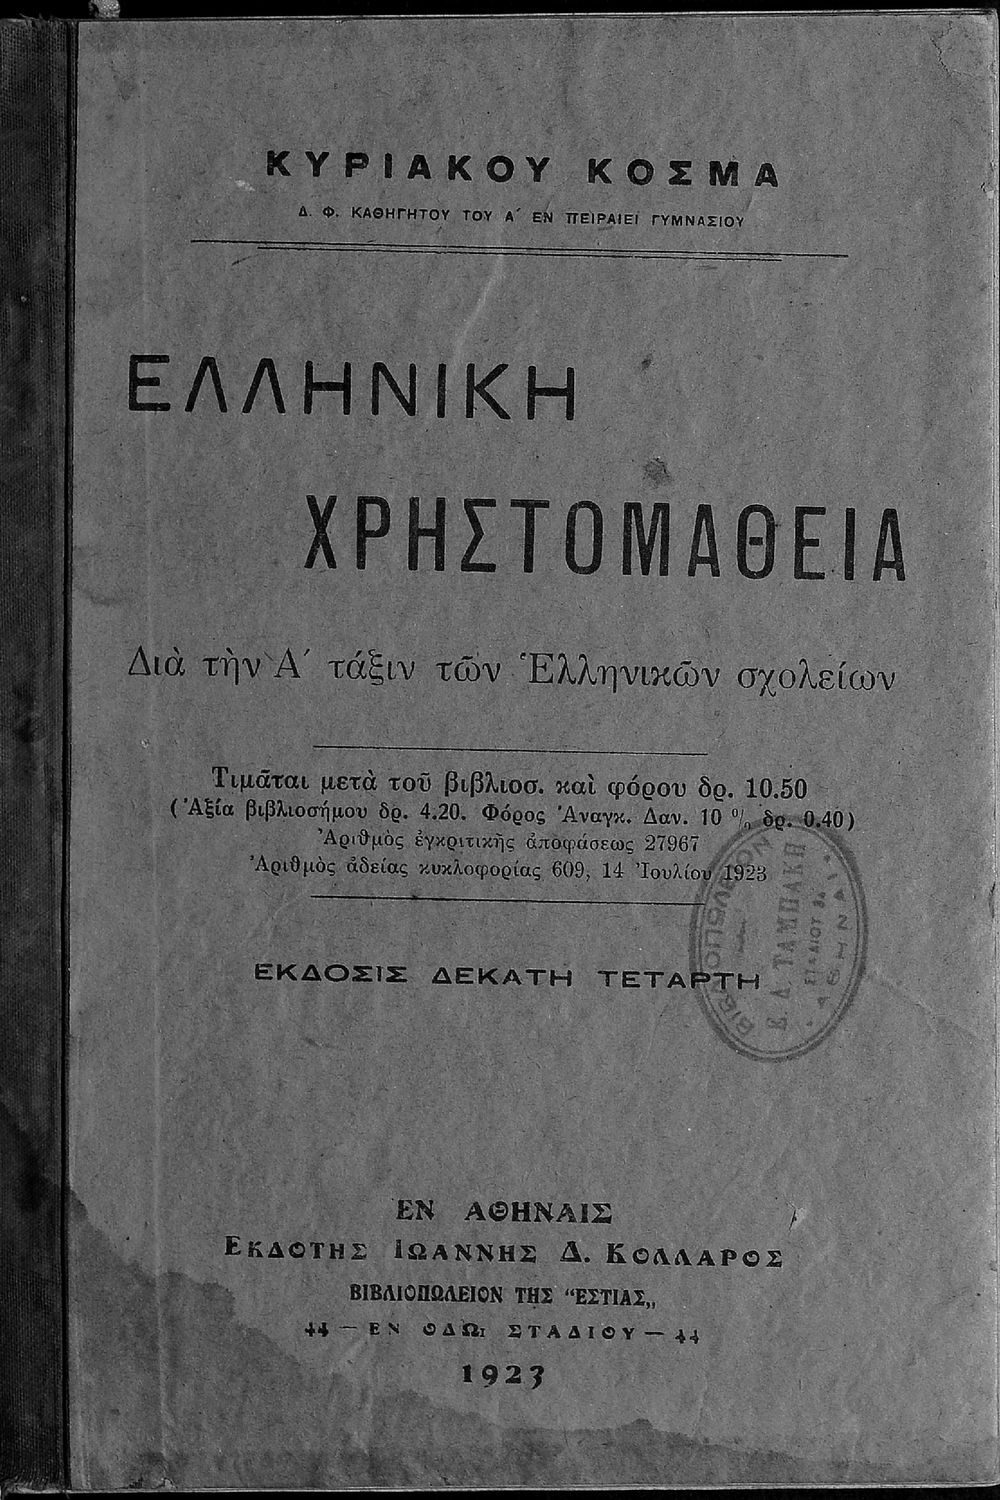 ΚΥΡΙΑΚΟΥ ΚΟΣΜΑ
Δ. Φ. ΚΑΘΗΓΗΤΟΥ ΤΟΥ Α΄ ΕΝ ΠΕΙΡΑΙΕΙ ΓΥΜΝΑΣΙΟΥ
ΕΛΛΗΝΙΚΗ
ΧΡΗΣΤΟΜΑΘΕΙΑ
Διὰ τὴν Α΄ τάξιν τῶν Ἑλληνικῶν σχολείων
Τιμᾶται μετὰ τοῦ βιβλιοσ. καὶ φόρου δρ. 10.50
(Ἀξία βιβλιοσήμου δρ. 4.20. Φόρος Ἀναγκ. Δαν. 10 % δρ. 0.40)
Ἀριθμὸς ἐγκριτικῆς ἀποφάσεως 27967
Ἀριθμὸς ἀδείας κυκλοφορίας 609, 14 Ἰουλίου 1923
ΕΚΔΟΣΙΣ ΔΕΚΑΤΗ ΤΕΤΑΡΤΗ
ΒΙΒΛΙΟΠΩΛΕΙΟΝ
Ε. Δ. ΤΑΜΠΑΚΗ
ΑΘΗΝΑΙ
ΕΝ ΑΘΗΝΑΙΣ
ΕΚΔΟΤΗΣ ΙΩΑΝΝΗΣ Δ. ΚΟΛΛΑΡΟΣ
ΒΙΒΛΙΟΠΩΛΕΙΟΝ ΤΗΣ “ΕΣΤΙΑΣ„
44 — ΕΝ ΟΔΩι ΣΤΑΔΙΟΥ — 44
1923